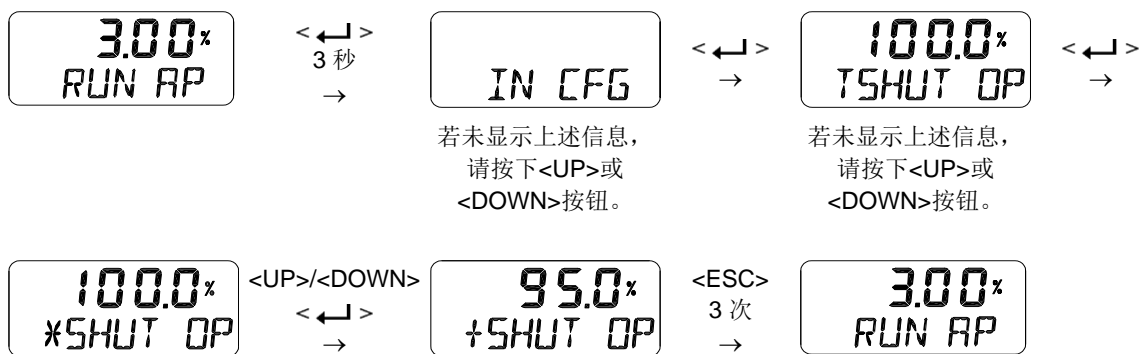 3.00%
RUN AP
< ↵ >
3 秒
→
IN CFG
若未显示上述信息，
请按下<UP>或
<DOWN>按钮。
< ↵ >
→
100.0%
TSHUT OP
若未显示上述信息，
请按下<UP>或
<DOWN>按钮。
< ↵ >
→
100.0%
*SHUT OP
<UP>/<DOWN>
< ↵ >
→
95.0%
+SHUT OP
<ESC>
3 次
→
3.00%
RUN AP